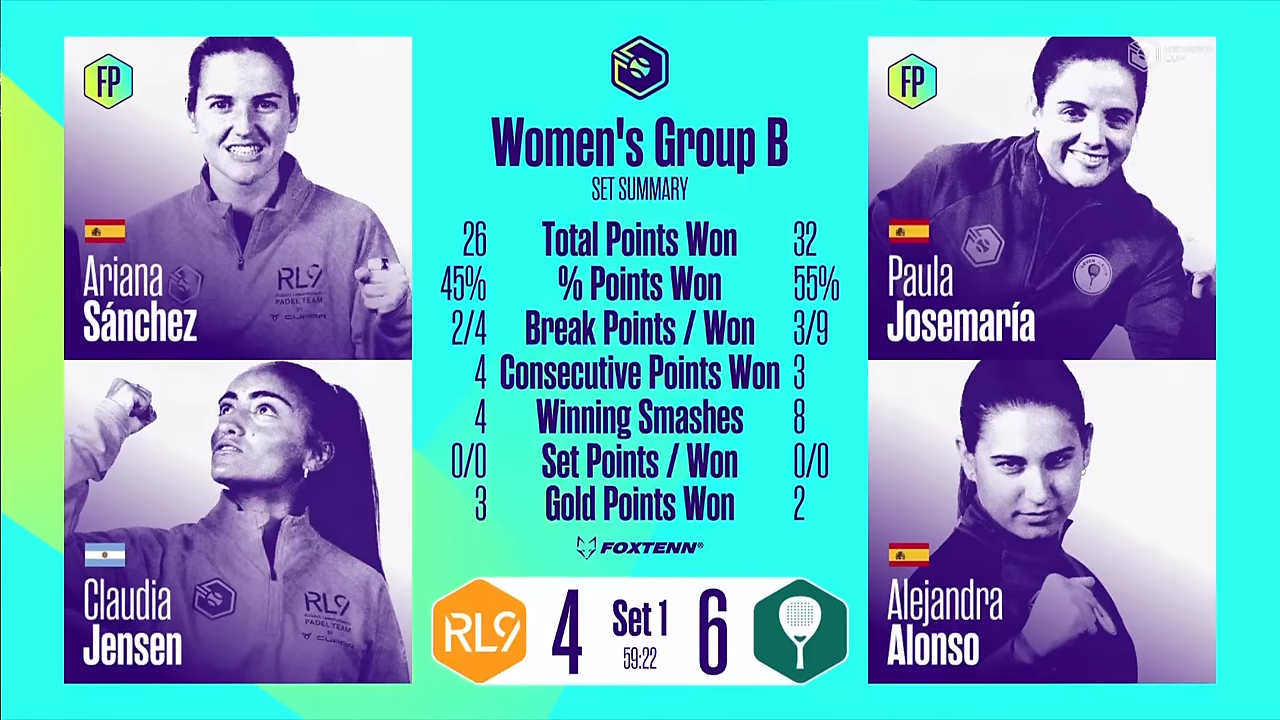 FP
Ariana
Sánchez
RL9
PADEL TEAM
CUPRA
Claudia
Jensen
RL9
PADEL TEAM
CUPRA
Women's Group B
SET SUMMARY
26 Total Points Won 32
45% % Points Won 55%
2/4 Break Points / Won 3/9
4 Consecutive Points Won 3
4 Winning Smashes 8
0/0 Set Points / Won 0/0
3 Gold Points Won 2
FOXTENN®
RL9 4 Set 1 6
59:22
FP
Paula
Josemaría
Alejandra
Alonso